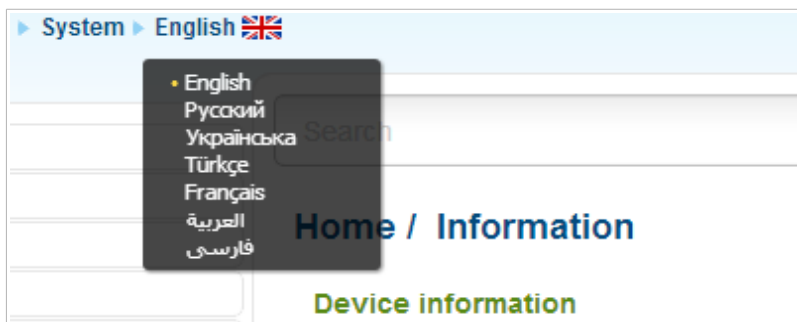 System English
• English
Русский
Українська
Türkçe
Français
العربية
فارسی
Search
Home / Information
Device information